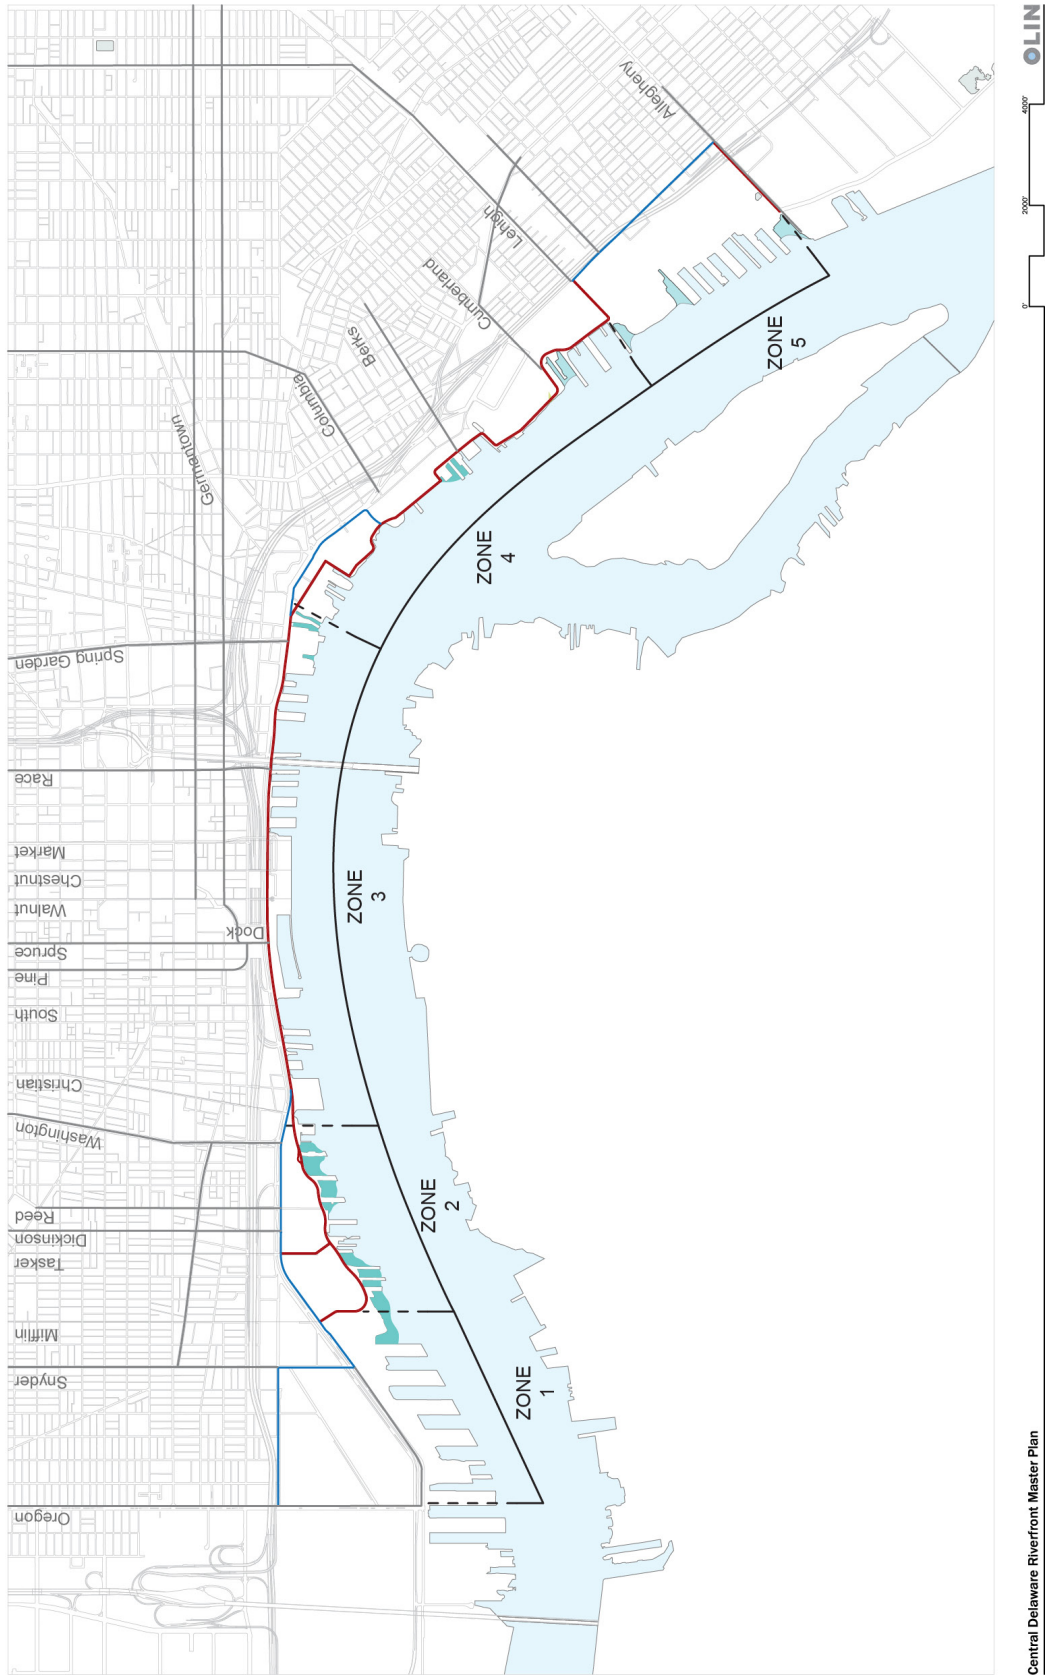 Oregon
Snyder
Mifflin
Tasker
Dickinson
Reed
Washington
Christian
South
Pine
Spruce
Dock
Walnut
Chestnut
Market
Race
Spring Garden
Germantown
Columbia
Berks
Cumberland
Lehigh
Allegheny
ZONE
1
ZONE
2
ZONE
3
ZONE
4
ZONE
5
Central Delaware Riverfront Master Plan
0'
2000'
4000'
OLIN